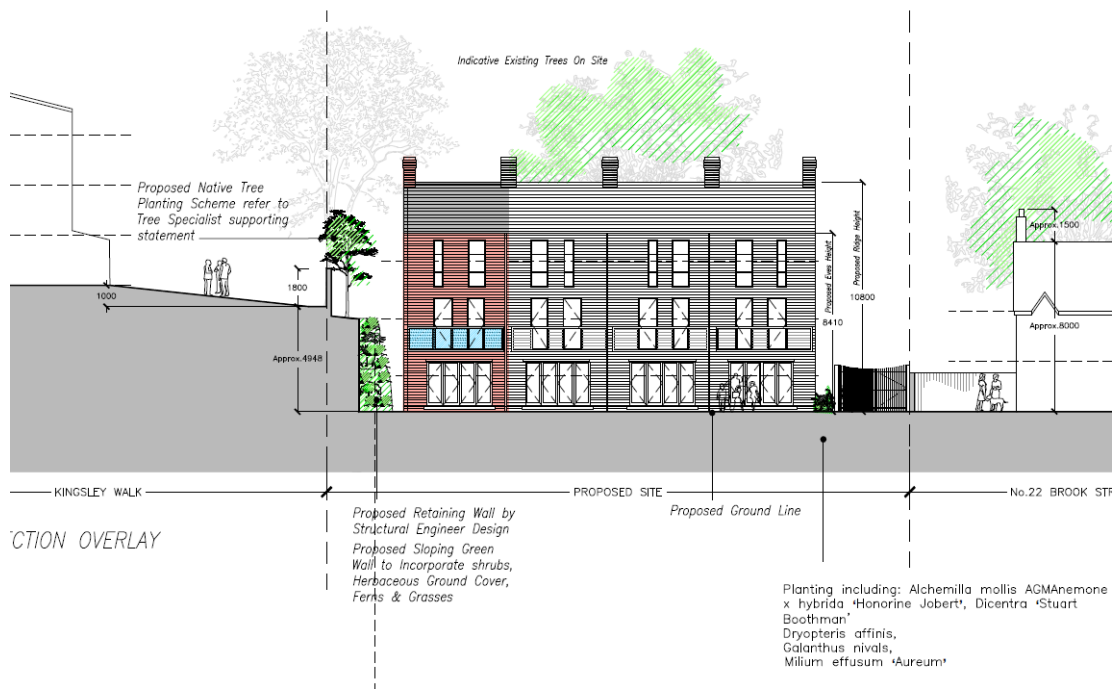 Indicative Existing Trees On Site
Proposed Native Tree
Planting Scheme refer to
Tree Specialist supporting
statement
1000
1800
Approx.4948
Proposed Eves Height
8410
Proposed Ridge Height
10800
Approx.1500
Approx.8000
KINGSLEY WALK
PROPOSED SITE
No.22 BROOK STR
CTION OVERLAY
Proposed Retaining Wall by
Structural Engineer Design
Proposed Sloping Green
Wall to Incorporate shrubs,
Herbaceous Ground Cover,
Ferns & Grasses
Proposed Ground Line
Planting including: Alchemilla mollis AGMAnemone
x hybrida 'Honorine Jobert', Dicentra 'Stuart
Boothman'
Dryopteris affinis,
Galanthus nivals,
Milium effusum 'Aureum'